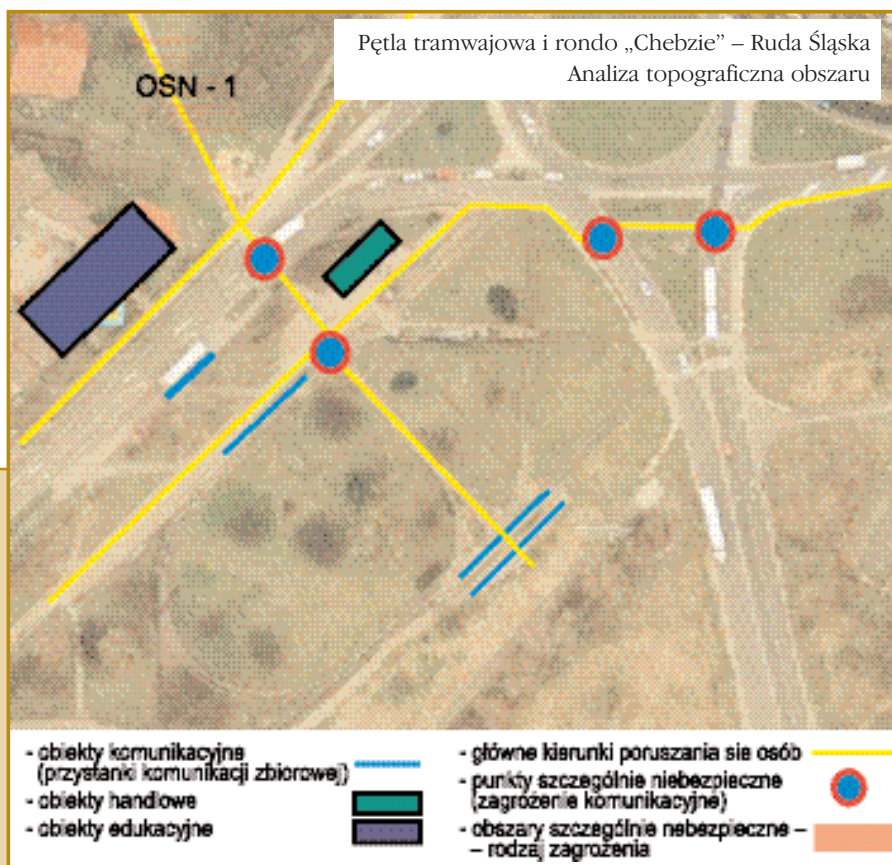 Pętla tramwajowa i rondo „Chebzie” – Ruda Śląska
Analiza topograficzna obszaru
OSN - 1
- obiekty komunikacyjne
(przystanki komunikacji zbiorowej)
- obiekty handlowe
- obiekty edukacyjne
- główne kierunki poruszania sie osób
- punkty szczególnie niebezpieczne
(zagrożenie komunikacyjne)
- obszary szczególnie nebezpieczne –
– rodzaj zagrożenia